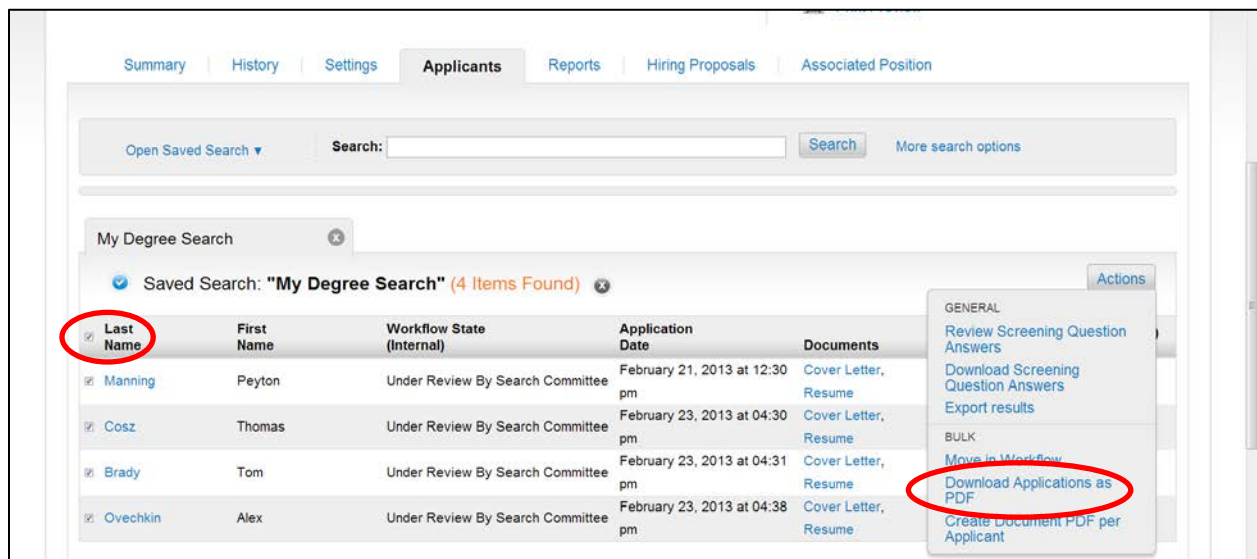 Summary History Settings Applicants Reports Hiring Proposals Associated Position
Open Saved Search ▼ Search: Search More search options
My Degree Search
Saved Search: "My Degree Search" (4 Items Found)
Actions
Last Name First Name Workflow State (Internal) Application Date Documents )
Manning Peyton Under Review By Search Committee February 21, 2013 at 12:30 pm Cover Letter, Resume
Cosz Thomas Under Review By Search Committee February 23, 2013 at 04:30 pm Cover Letter, Resume
Brady Tom Under Review By Search Committee February 23, 2013 at 04:31 pm Cover Letter, Resume
Ovechkin Alex Under Review By Search Committee February 23, 2013 at 04:38 pm Cover Letter, Resume
GENERAL
Review Screening Question
Answers
Download Screening
Question Answers
Export results
BULK
Move in Workflow
Download Applications as
PDF
Create Document PDF per
Applicant